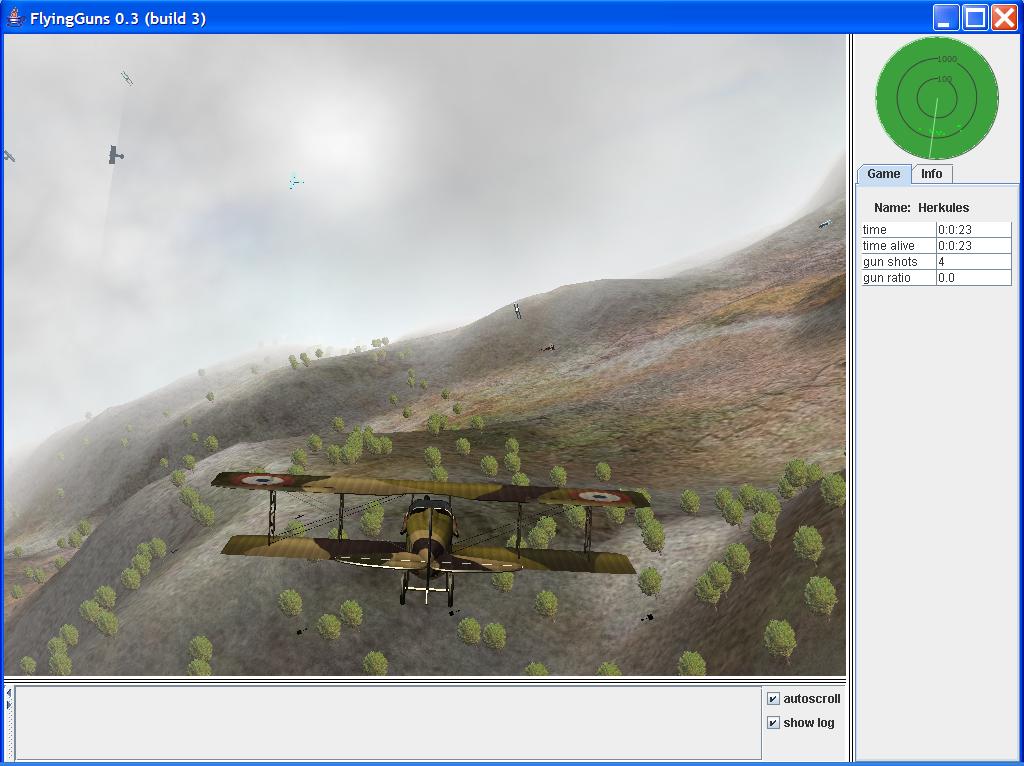 FlyingGuns 0.3 (build 3)
1000
100
Game Info
Name: Herkules
time 0:0:23
time alive 0:0:23
gun shots 4
gun ratio 0.0
autoscroll
show log